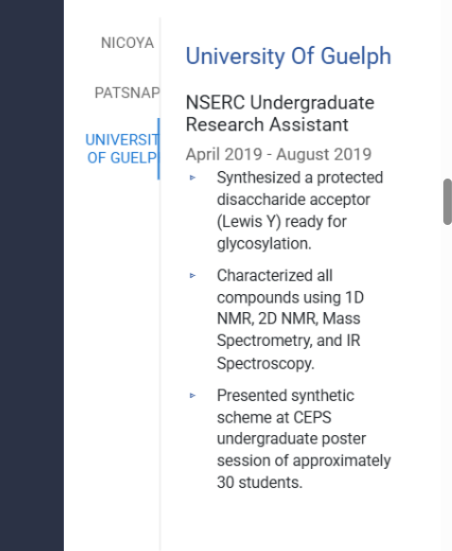 NICOYA
PATSNAP
UNIVERSIT
OF GUELP
University Of Guelph
NSERC Undergraduate
Research Assistant
April 2019 - August 2019
Synthesized a protected
disaccharide acceptor
(Lewis Y) ready for
glycosylation.
Characterized all
compounds using 1D
NMR, 2D NMR, Mass
Spectrometry, and IR
Spectroscopy.
Presented synthetic
scheme at CEPS
undergraduate poster
session of approximately
30 students.